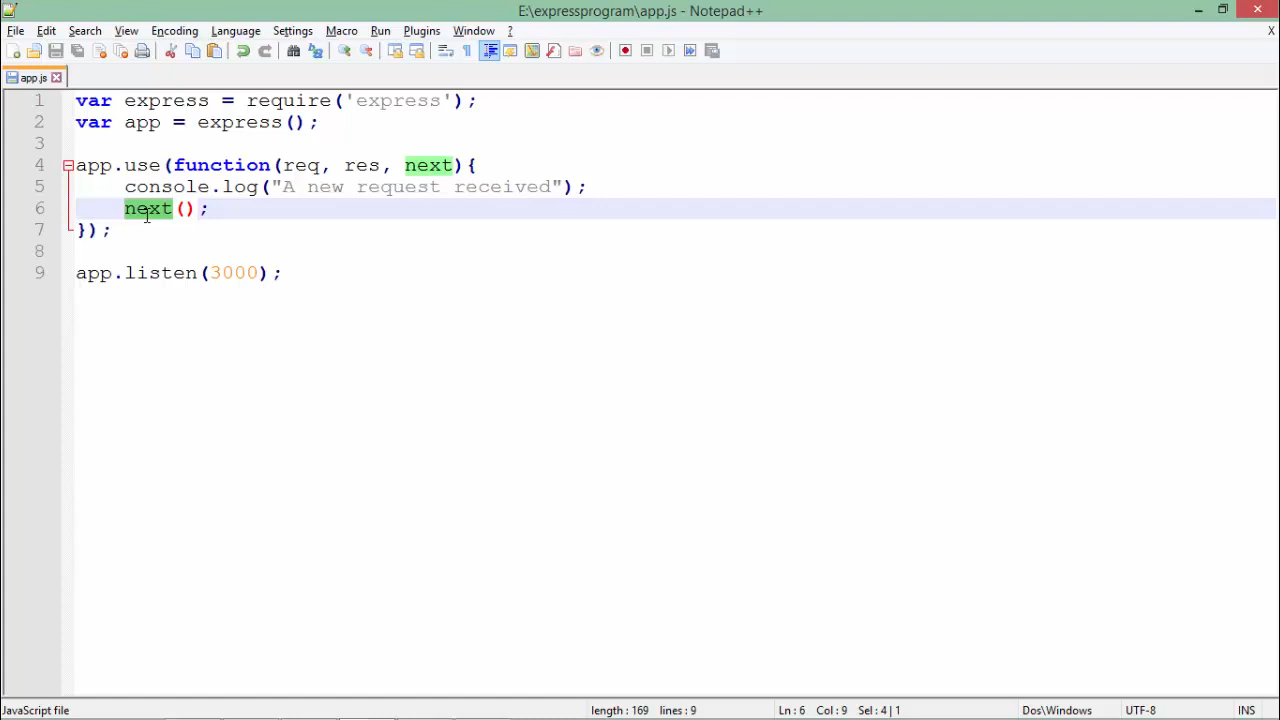 E:\expressprogram\app.js - Notepad++
File Edit Search View Encoding Language Settings Macro Run Plugins Window ? X
app.js
1 var express = require('express');
2 var app = express();
3
4 app.use(function(req, res, next){
5 console.log("A new request received");
6 next();
7 });
8
9 app.listen(3000);
JavaScript file length : 169 lines : 9 Ln : 6 Col : 9 Sel : 4 | 1 Dos\Windows UTF-8 INS